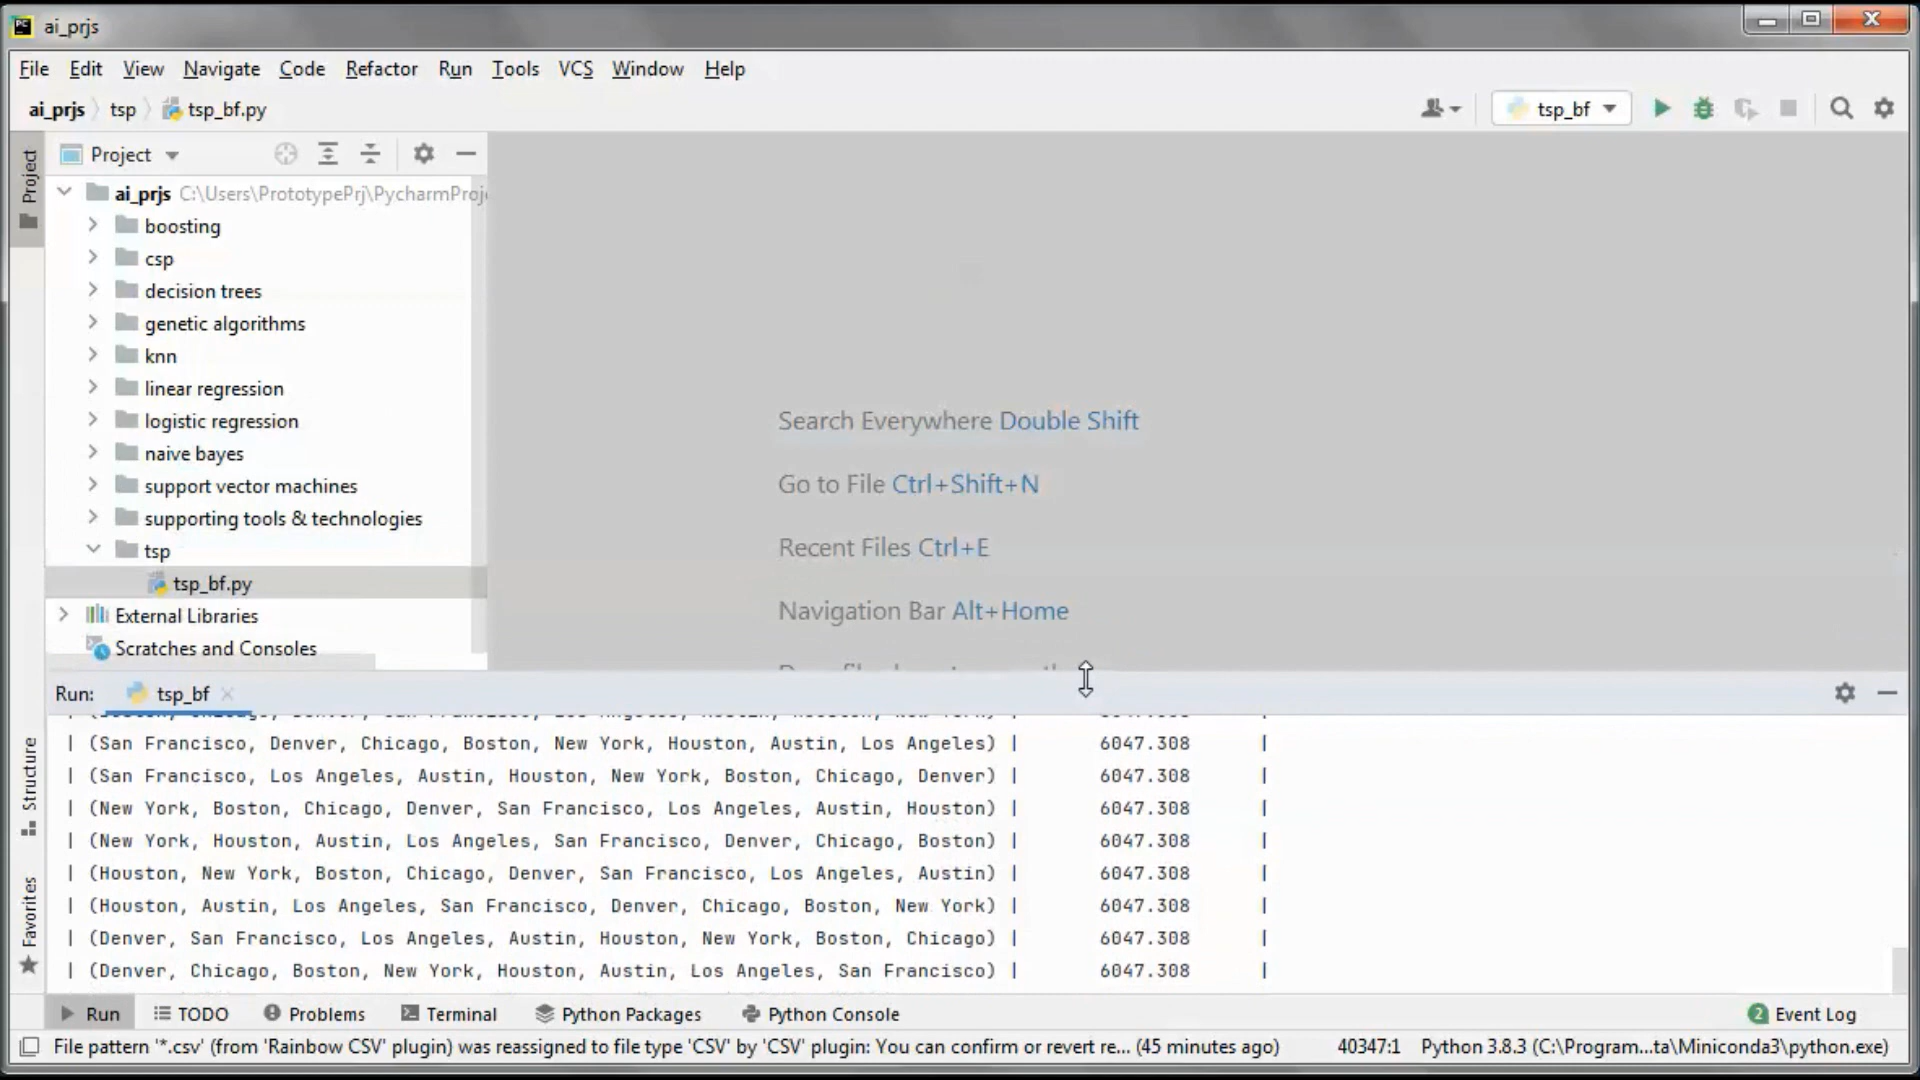 ai_prjs
File Edit View Navigate Code Refactor Run Tools VCS Window Help
ai_prjs tsp tsp_bf.py tsp_bf
Project
Project
ai_prjs C:\Users\PrototypePrj\PycharmProj
boosting
csp
decision trees
genetic algorithms
knn
linear regression
logistic regression
naive bayes
support vector machines
supporting tools & technologies
tsp
tsp_bf.py
External Libraries
Scratches and Consoles
Search Everywhere Double Shift
Go to File Ctrl+Shift+N
Recent Files Ctrl+E
Navigation Bar Alt+Home
Run: tsp_bf
| (San Francisco, Denver, Chicago, Boston, New York, Houston, Austin, Los Angeles) | 6047.308 |
| (San Francisco, Los Angeles, Austin, Houston, New York, Boston, Chicago, Denver) | 6047.308 |
| (New York, Boston, Chicago, Denver, San Francisco, Los Angeles, Austin, Houston) | 6047.308 |
| (New York, Houston, Austin, Los Angeles, San Francisco, Denver, Chicago, Boston) | 6047.308 |
| (Houston, New York, Boston, Chicago, Denver, San Francisco, Los Angeles, Austin) | 6047.308 |
| (Houston, Austin, Los Angeles, San Francisco, Denver, Chicago, Boston, New York) | 6047.308 |
| (Denver, San Francisco, Los Angeles, Austin, Houston, New York, Boston, Chicago) | 6047.308 |
| (Denver, Chicago, Boston, New York, Houston, Austin, Los Angeles, San Francisco) | 6047.308 |
Structure
Favorites
Run TODO Problems Terminal Python Packages Python Console 2 Event Log
File pattern '*.csv' (from 'Rainbow CSV' plugin) was reassigned to file type 'CSV' by 'CSV' plugin: You can confirm or revert re... (45 minutes ago) 40347:1 Python 3.8.3 (C:\Program...ta\Miniconda3\python.exe)